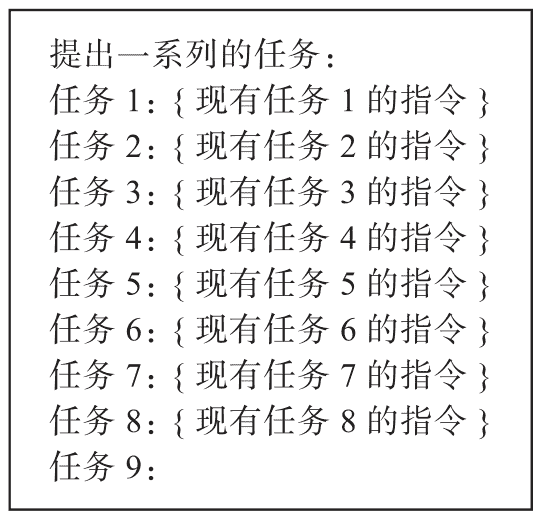 提出一系列的任务：
任务 1：{ 现有任务 1 的指令 }
任务 2：{ 现有任务 2 的指令 }
任务 3：{ 现有任务 3 的指令 }
任务 4：{ 现有任务 4 的指令 }
任务 5：{ 现有任务 5 的指令 }
任务 6：{ 现有任务 6 的指令 }
任务 7：{ 现有任务 7 的指令 }
任务 8：{ 现有任务 8 的指令 }
任务 9：